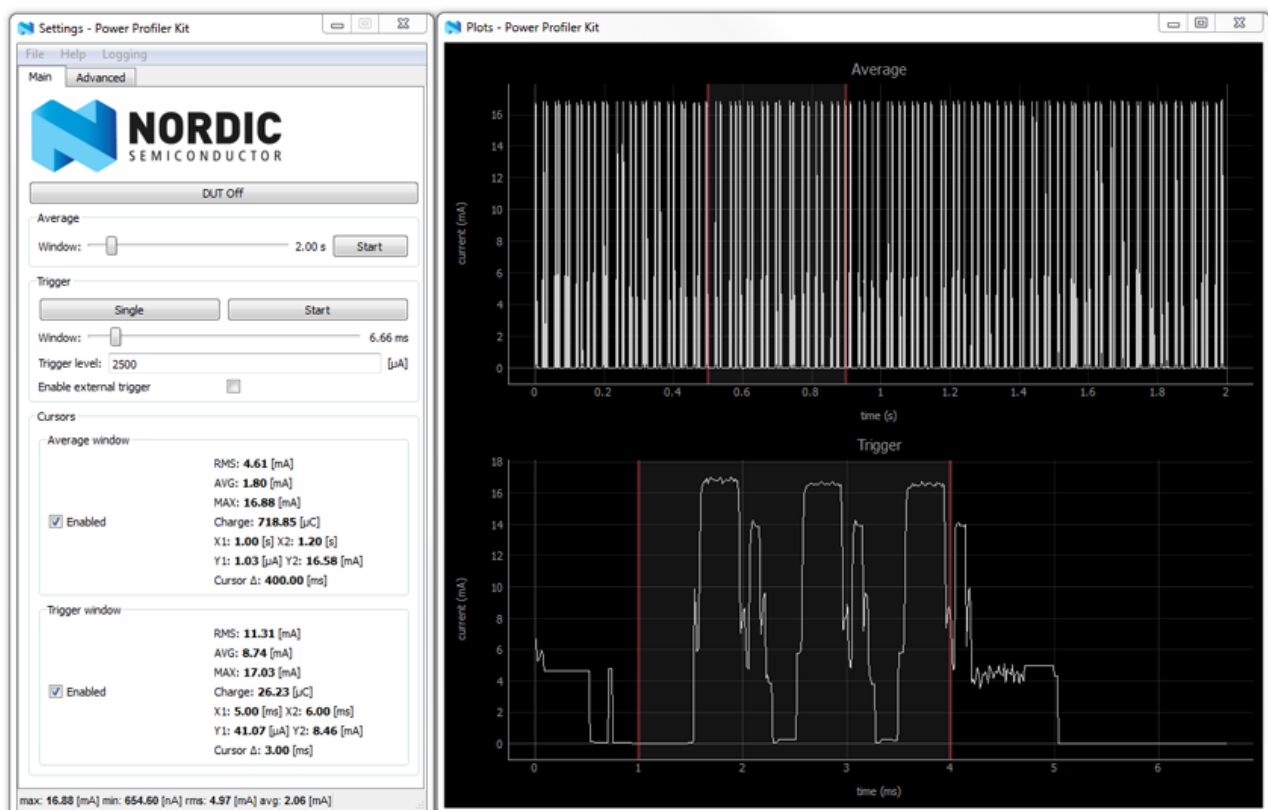 Settings - Power Profiler Kit
File Help Logging
Main Advanced
NORDIC
SEMICONDUCTOR
DUT Off
Average
Window: 2.00 s Start
Trigger
Single Start
Window: 6.66 ms
Trigger level: 2500 [µA]
Enable external trigger
Cursors
Average window
RMS: 4.61 [mA]
AVG: 1.80 [mA]
MAX: 16.88 [mA]
Enabled Charge: 718.85 [µC]
X1: 1.00 [s] X2: 1.20 [s]
Y1: 1.03 [µA] Y2: 16.58 [mA]
Cursor Δ: 400.00 [ms]
Trigger window
RMS: 11.31 [mA]
AVG: 8.74 [mA]
MAX: 17.03 [mA]
Enabled Charge: 26.23 [µC]
X1: 5.00 [ms] X2: 6.00 [ms]
Y1: 41.07 [µA] Y2: 8.46 [mA]
Cursor Δ: 3.00 [ms]
max: 16.88 [mA] min: 654.60 [nA] rms: 4.97 [mA] avg: 2.06 [mA]
Plots - Power Profiler Kit
Average
16
14
12
10
8
6
4
2
0
current (mA)
0 0.2 0.4 0.6 0.8 1 1.2 1.4 1.6 1.8 2
time (s)
Trigger
18
16
14
12
10
8
6
4
2
0
current (mA)
0 1 2 3 4 5 6
time (ms)